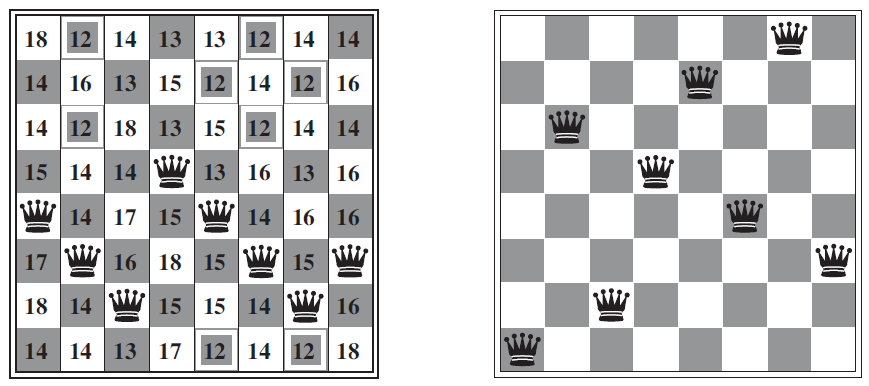 18 12 14 13 13 12 14 14
14 16 13 15 12 14 12 16
14 12 18 13 15 12 14 14
15 14 14 13 16 13 16
14 17 15 14 16 16
17 16 18 15 15
18 14 15 15 14 16
14 14 13 17 12 14 12 18